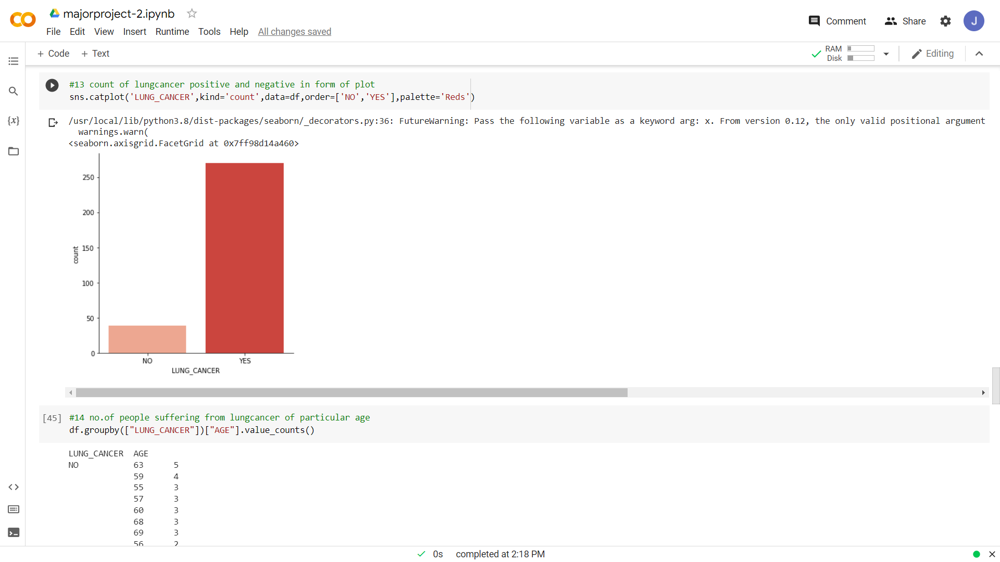 majorproject-2.ipynb
Comment Share J
File Edit View Insert Runtime Tools Help All changes saved
+ Code + Text
RAM
Disk
Editing
#13 count of lungcancer positive and negative in form of plot
sns.catplot('LUNG_CANCER',kind='count',data=df,order=['NO','YES'],palette='Reds')
{x}
/usr/local/lib/python3.8/dist-packages/seaborn/_decorators.py:36: FutureWarning: Pass the following variable as a keyword arg: x. From version 0.12, the only valid positional argument
warnings.warn(
<seaborn.axisgrid.FacetGrid at 0x7ff98d14a460>
250
200
150
100
50
0
count
NO YES
LUNG_CANCER
[45] #14 no.of people suffering from lungcancer of particular age
df.groupby(["LUNG_CANCER"])["AGE"].value_counts()
LUNG_CANCER AGE
NO 63 5
59 4
55 3
57 3
60 3
68 3
69 3
56 2
0s completed at 2:18 PM